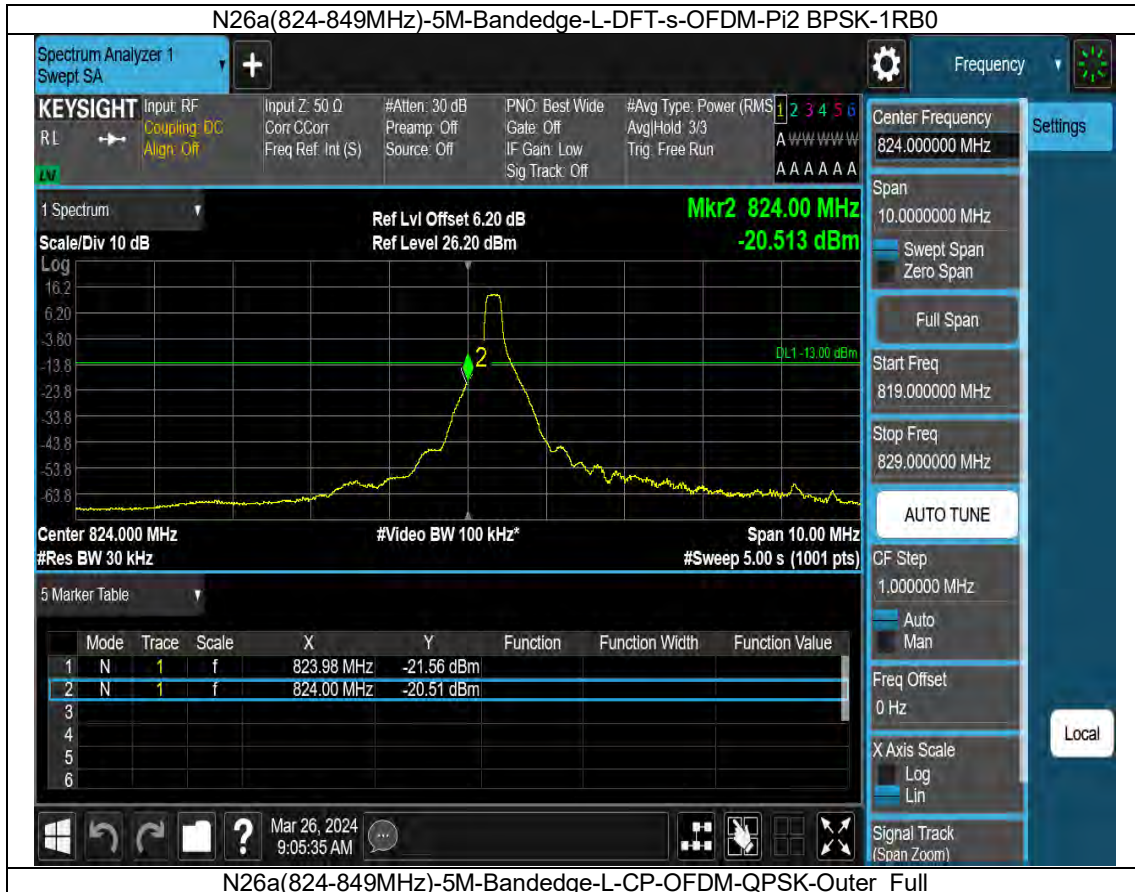 N26a(824-849MHz)-5M-Bandedge-L-DFT-s-OFDM-Pi2 BPSK-1RB0
Spectrum Analyzer 1
Swept SA
+
Frequency
KEYSIGHT
RL
Input: RF
Coupling: DC
Align: Off
Input Z: 50 Ω
Corr CCorr
Freq Ref: Int (S)
#Atten: 30 dB
Preamp: Off
Source: Off
PNO: Best Wide
Gate: Off
IF Gain: Low
Sig Track: Off
#Avg Type: Power (RMS
Avg|Hold: 3/3
Trig: Free Run
1 2 3 4 5 6
A W W W W W
A A A A A A
1 Spectrum
Scale/Div 10 dB
Ref Lvl Offset 6.20 dB
Ref Level 26.20 dBm
Mkr2 824.00 MHz
-20.513 dBm
Log
16.2
6.20
-3.80
-13.8
-23.8
-33.8
-43.8
-53.8
-63.8
2
DL1 -13.00 dBm
Center 824.000 MHz
#Video BW 100 kHz*
Span 10.00 MHz
#Res BW 30 kHz
#Sweep 5.00 s (1001 pts)
5 Marker Table
Mode Trace Scale X Y Function Function Width Function Value
1 N 1 f 823.98 MHz -21.56 dBm
2 N 1 f 824.00 MHz -20.51 dBm
3
4
5
6
Center Frequency
824.000000 MHz
Settings
Span
10.0000000 MHz
Swept Span
Zero Span
Full Span
Start Freq
819.000000 MHz
Stop Freq
829.000000 MHz
AUTO TUNE
CF Step
1.000000 MHz
Auto
Man
Freq Offset
0 Hz
X Axis Scale
Log
Lin
Local
Signal Track
(Span Zoom)
?
Mar 26, 2024
9:05:35 AM
N26a(824-849MHz)-5M-Bandedge-L-CP-OFDM-QPSK-Outer_Full